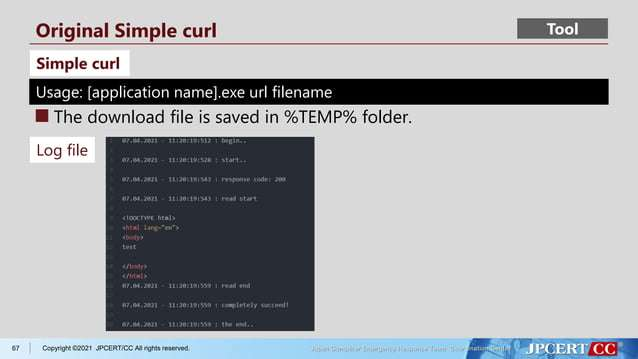 Original Simple curl
Tool
Simple curl
Usage: [application name].exe url filename
The download file is saved in %TEMP% folder.
Log file
07.04.2021 - 11:20:19:512 : begin..
07.04.2021 - 11:20:19:528 : start..
07.04.2021 - 11:20:19:543 : response code: 200
07.04.2021 - 11:20:19:543 : read start
<!DOCTYPE html>
<html lang="en">
<body>
test
</body>
</html>
07.04.2021 - 11:20:19:559 : read end
07.04.2021 - 11:20:19:559 : completely succeed!
07.04.2021 - 11:20:19:559 : the end..
67
Copyright ©2021 JPCERT/CC All rights reserved.
Japan Computer Emergency Response Team Coordination Center
JPCERT CC